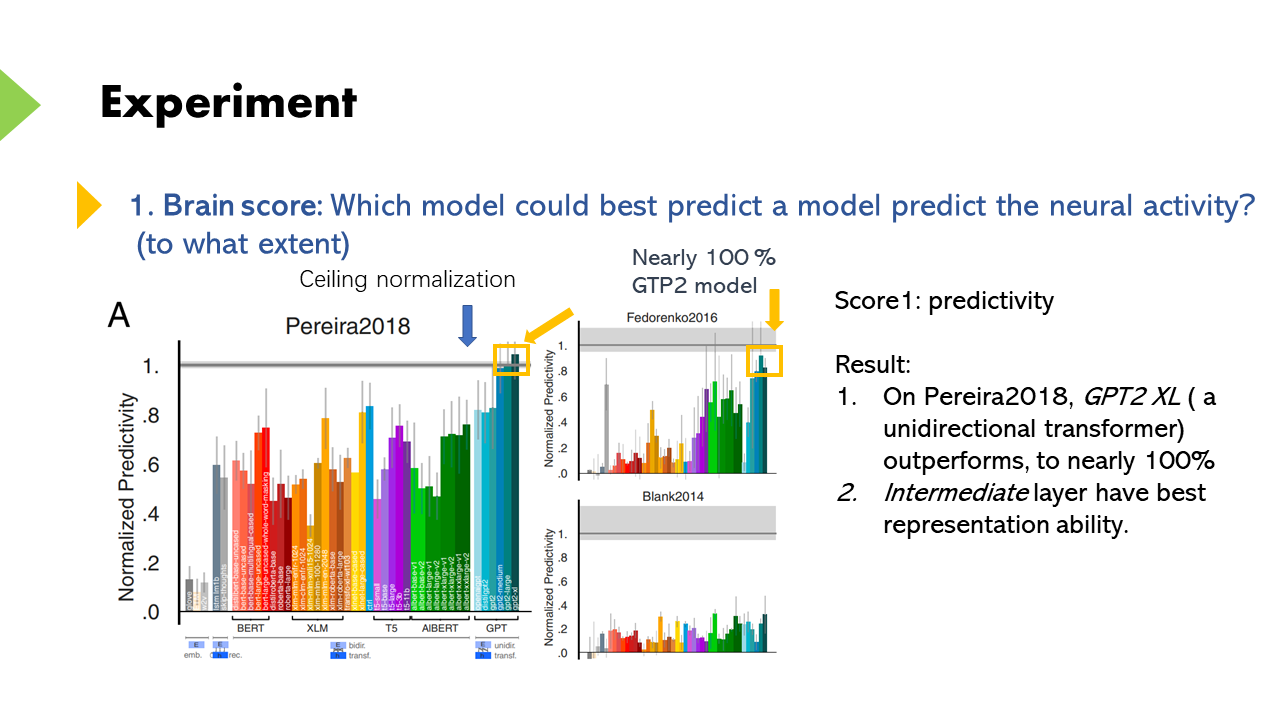 Experiment
1. Brain score: Which model could best predict a model predict the neural activity?
(to what extent)
Nearly 100 %
GTP2 model
Ceiling normalization
A
Pereira2018
Normalized Predictivity
1.
.8
.6
.4
.2
.0
glove
lstm lm1b
skip-thoughts
distilbert-base-uncased
bert-base-uncased
bert-base-multilingual-cased
bert-large-uncased
bert-large-uncased-whole-word-masking
distilroberta-base
roberta-base
roberta-large
xlm-mlm-enfr-1024
xlm-clm-enfr-1024
xlm-mlm-xnli15-1024
xlm-mlm-100-1280
xlm-mlm-en-2048
xlm-roberta-base
xlm-roberta-large
transfo-xl-wt103
xlnet-base-cased
xlnet-large-cased
ctrl
t5-small
t5-base
t5-large
t5-3b
t5-11b
albert-base-v1
albert-base-v2
albert-large-v1
albert-large-v2
albert-xlarge-v1
albert-xlarge-v2
albert-xxlarge-v1
albert-xxlarge-v2
distilgpt2
gpt2-medium
gpt2-large
gpt2-xl
BERT
XLM
T5
AlBERT
GPT
emb.
rec.
bidir.
transf.
unidir.
transf.
Fedorenko2016
Normalized Predictivity
1.
.8
.6
.4
.2
.0
Blank2014
Normalized Predictivity
1.
.8
.6
.4
.2
.0
Score1: predictivity
Result:
1. On Pereira2018, GPT2 XL ( a
unidirectional transformer)
outperforms, to nearly 100%
2. Intermediate layer have best
representation ability.